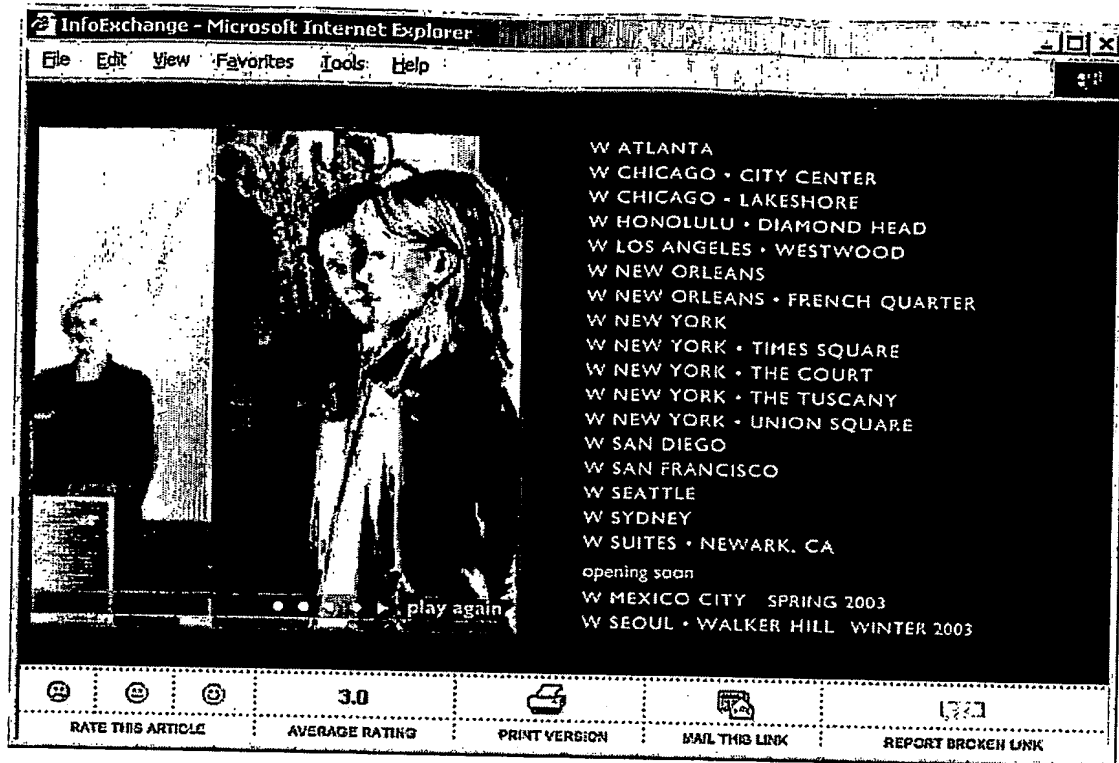 InfoExchange - Microsoft Internet Explorer
File Edit View Favorites Tools Help
W ATLANTA
W CHICAGO • CITY CENTER
W CHICAGO • LAKESHORE
W HONOLULU • DIAMOND HEAD
W LOS ANGELES • WESTWOOD
W NEW ORLEANS
W NEW ORLEANS • FRENCH QUARTER
W NEW YORK
W NEW YORK • TIMES SQUARE
W NEW YORK • THE COURT
W NEW YORK • THE TUSCANY
W NEW YORK • UNION SQUARE
W SAN DIEGO
W SAN FRANCISCO
W SEATTLE
W SYDNEY
W SUITES • NEWARK, CA
opening soon
W MEXICO CITY SPRING 2003
W SEOUL • WALKER HILL WINTER 2003
play again
3.0
RATE THIS ARTICLE AVERAGE RATING PRINT VERSION MAIL THIS LINK REPORT BROKEN LINK